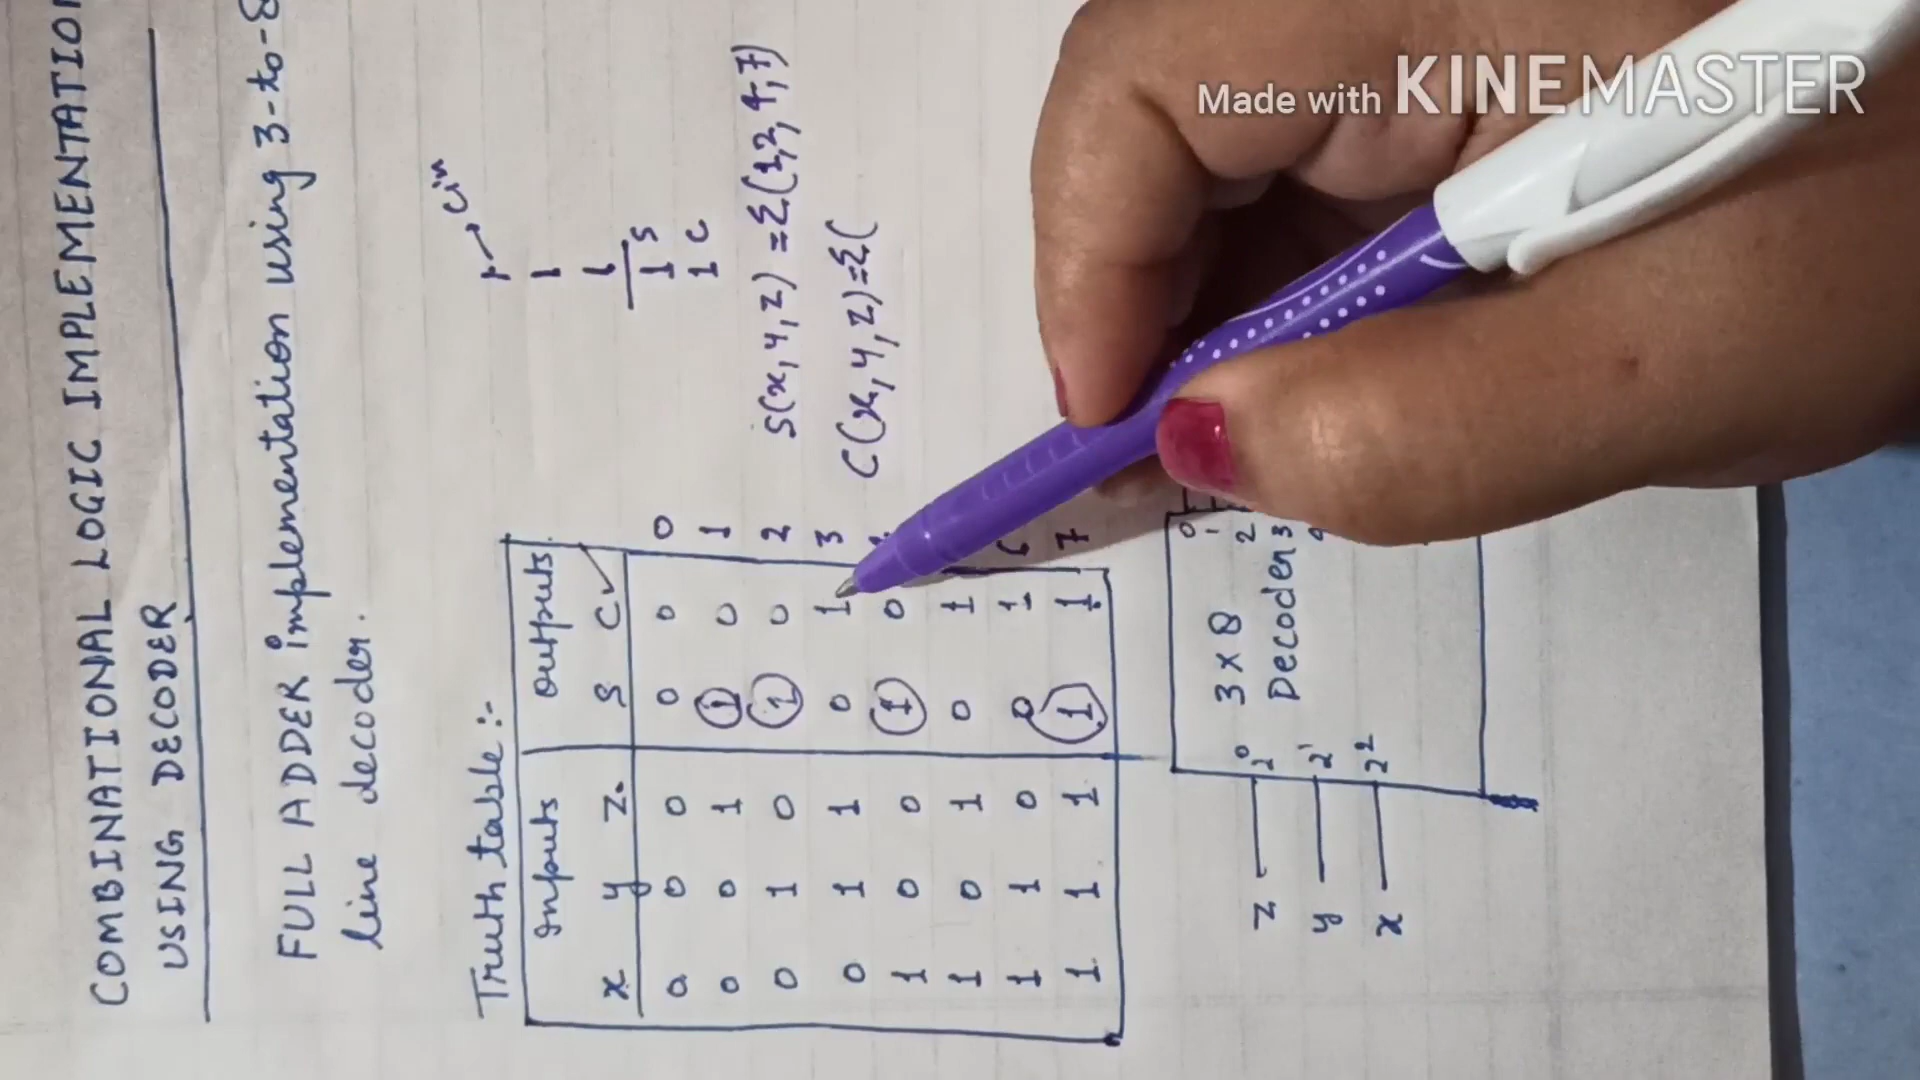 COMBINATIONAL LOGIC IMPLEMENTATION
USING DECODER
FULL ADDER implementation using 3-to-8
line decoder.
Truth table :-
Inputs Outputs
x y z S C
0 0 0 0 0 0
0 0 1 1 0 1
0 1 0 1 0 2
0 1 1 0 1 3
1 0 0 1 0
1 0 1 0 1
1 1 0 0 1 6
1 1 1 1 1 7
1 → Cin
1
1
1 S
1 C
S(x,y,z) = Σ(1,2,4,7)
C(x,y,z) = Σ(
z 2⁰
y 2¹
x 2²
3x8
Decoder
0
1
2
3
Made with KINEMASTER